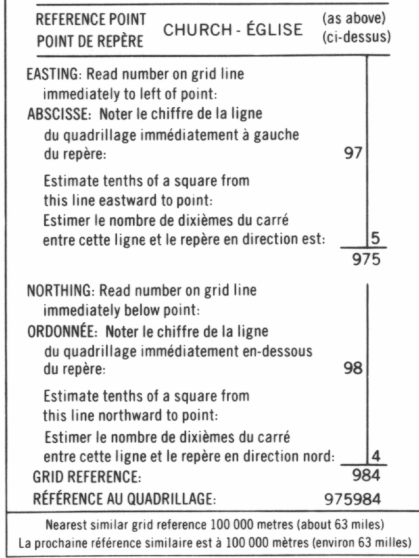 REFERENCE POINT CHURCH - ÉGLISE (as above)
POINT DE REPÈRE (ci-dessus)
EASTING: Read number on grid line
immediately to left of point:
ABSCISSE: Noter le chiffre de la ligne
du quadrillage immédiatement à gauche
du repère: 97
Estimate tenths of a square from
this line eastward to point:
Estimer le nombre de dixièmes du carré
entre cette ligne et le repère en direction est: 5
975
NORTHING: Read number on grid line
immediately below point:
ORDONNÉE: Noter le chiffre de la ligne
du quadrillage immédiatement en-dessous
du repère: 98
Estimate tenths of a square from
this line northward to point:
Estimer le nombre de dixièmes du carré
entre cette ligne et le repère en direction nord: 4
GRID REFERENCE: 984
RÉFÉRENCE AU QUADRILLAGE: 975984
Nearest similar grid reference 100 000 metres (about 63 miles)
La prochaine référence similaire est à 100 000 mètres (environ 63 miles)